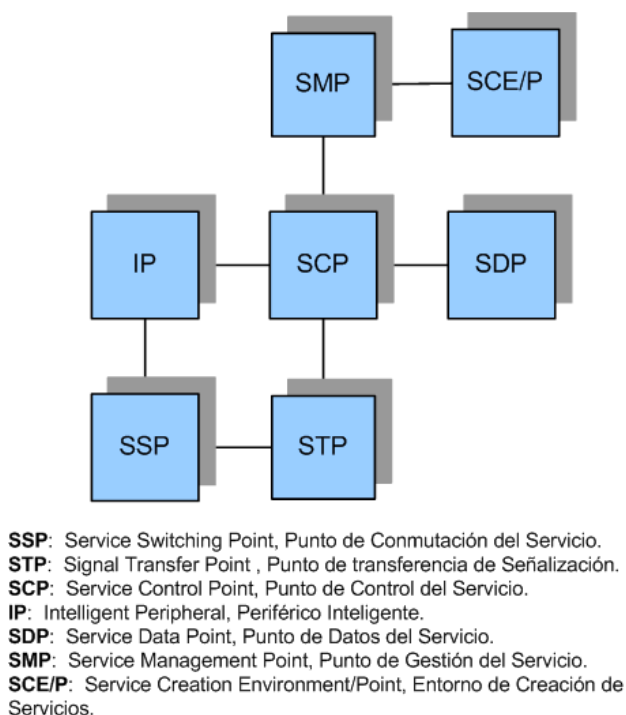 SMP
SCE/P
IP
SCP
SDP
SSP
STP
SSP: Service Switching Point, Punto de Conmutación del Servicio.
STP: Signal Transfer Point , Punto de transferencia de Señalización.
SCP: Service Control Point, Punto de Control del Servicio.
IP: Intelligent Peripheral, Periférico Inteligente.
SDP: Service Data Point, Punto de Datos del Servicio.
SMP: Service Management Point, Punto de Gestión del Servicio.
SCE/P: Service Creation Environment/Point, Entorno de Creación de
Servicios.